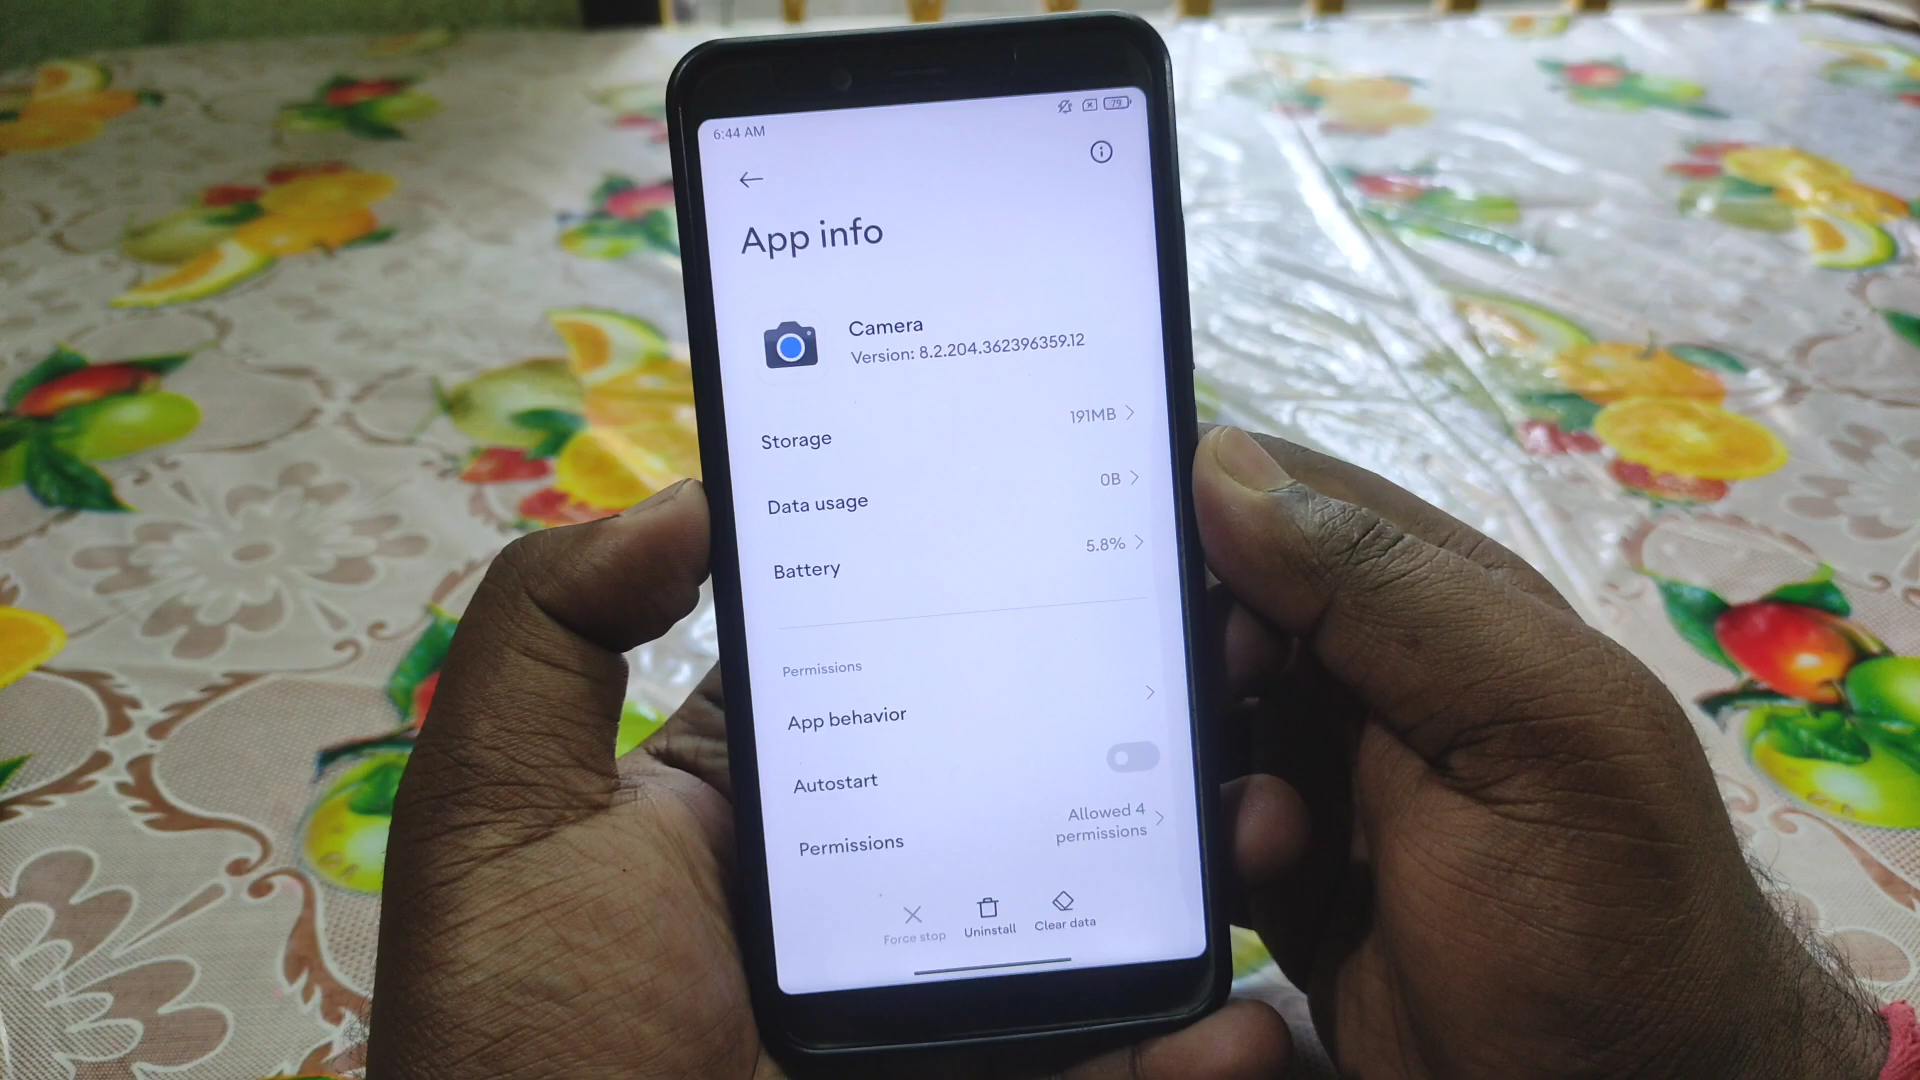 6:44 AM
79
App info
Camera
Version: 8.2.204.362396359.12
Storage
191MB
Data usage
0B
Battery
5.8%
Permissions
App behavior
Autostart
Permissions
Allowed 4
permissions
Force stop
Uninstall
Clear data